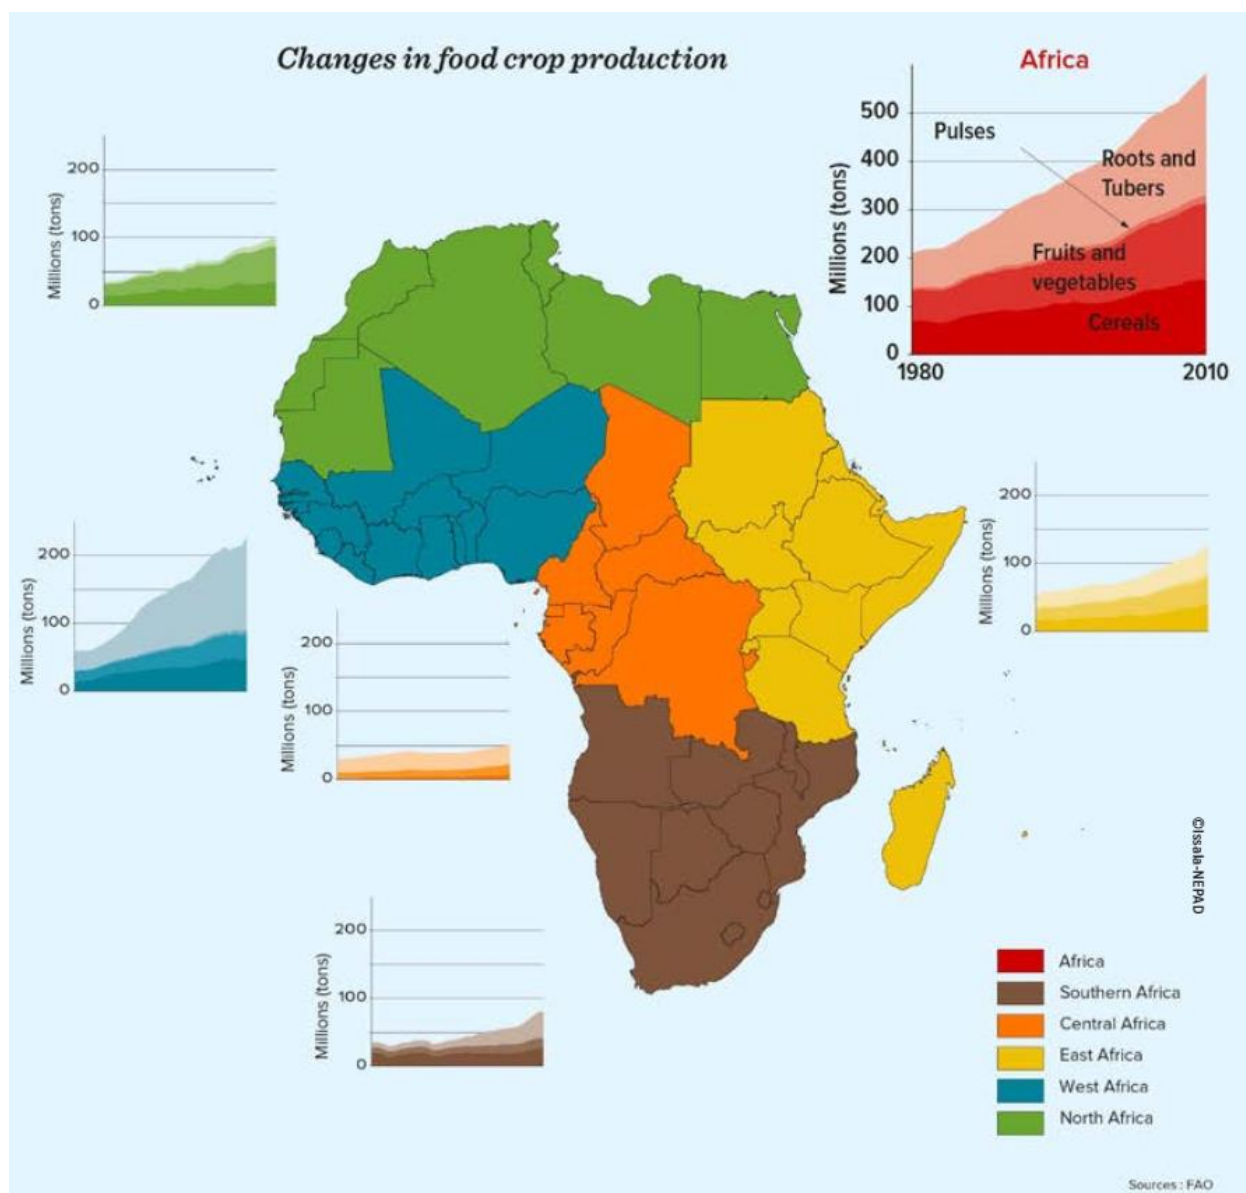 Changes in food crop production
Africa
Millions (tons)
500
400
300
200
100
0
1980
2010
Pulses
Roots and
Tubers
Fruits and
vegetables
Cereals
Millions (tons)
200
100
0
Millions (tons)
200
100
0
Millions (tons)
200
100
0
Millions (tons)
200
100
0
Millions (tons)
200
100
0
©Issala-NEPAD
Africa
Southern Africa
Central Africa
East Africa
West Africa
North Africa
Sources : FAO